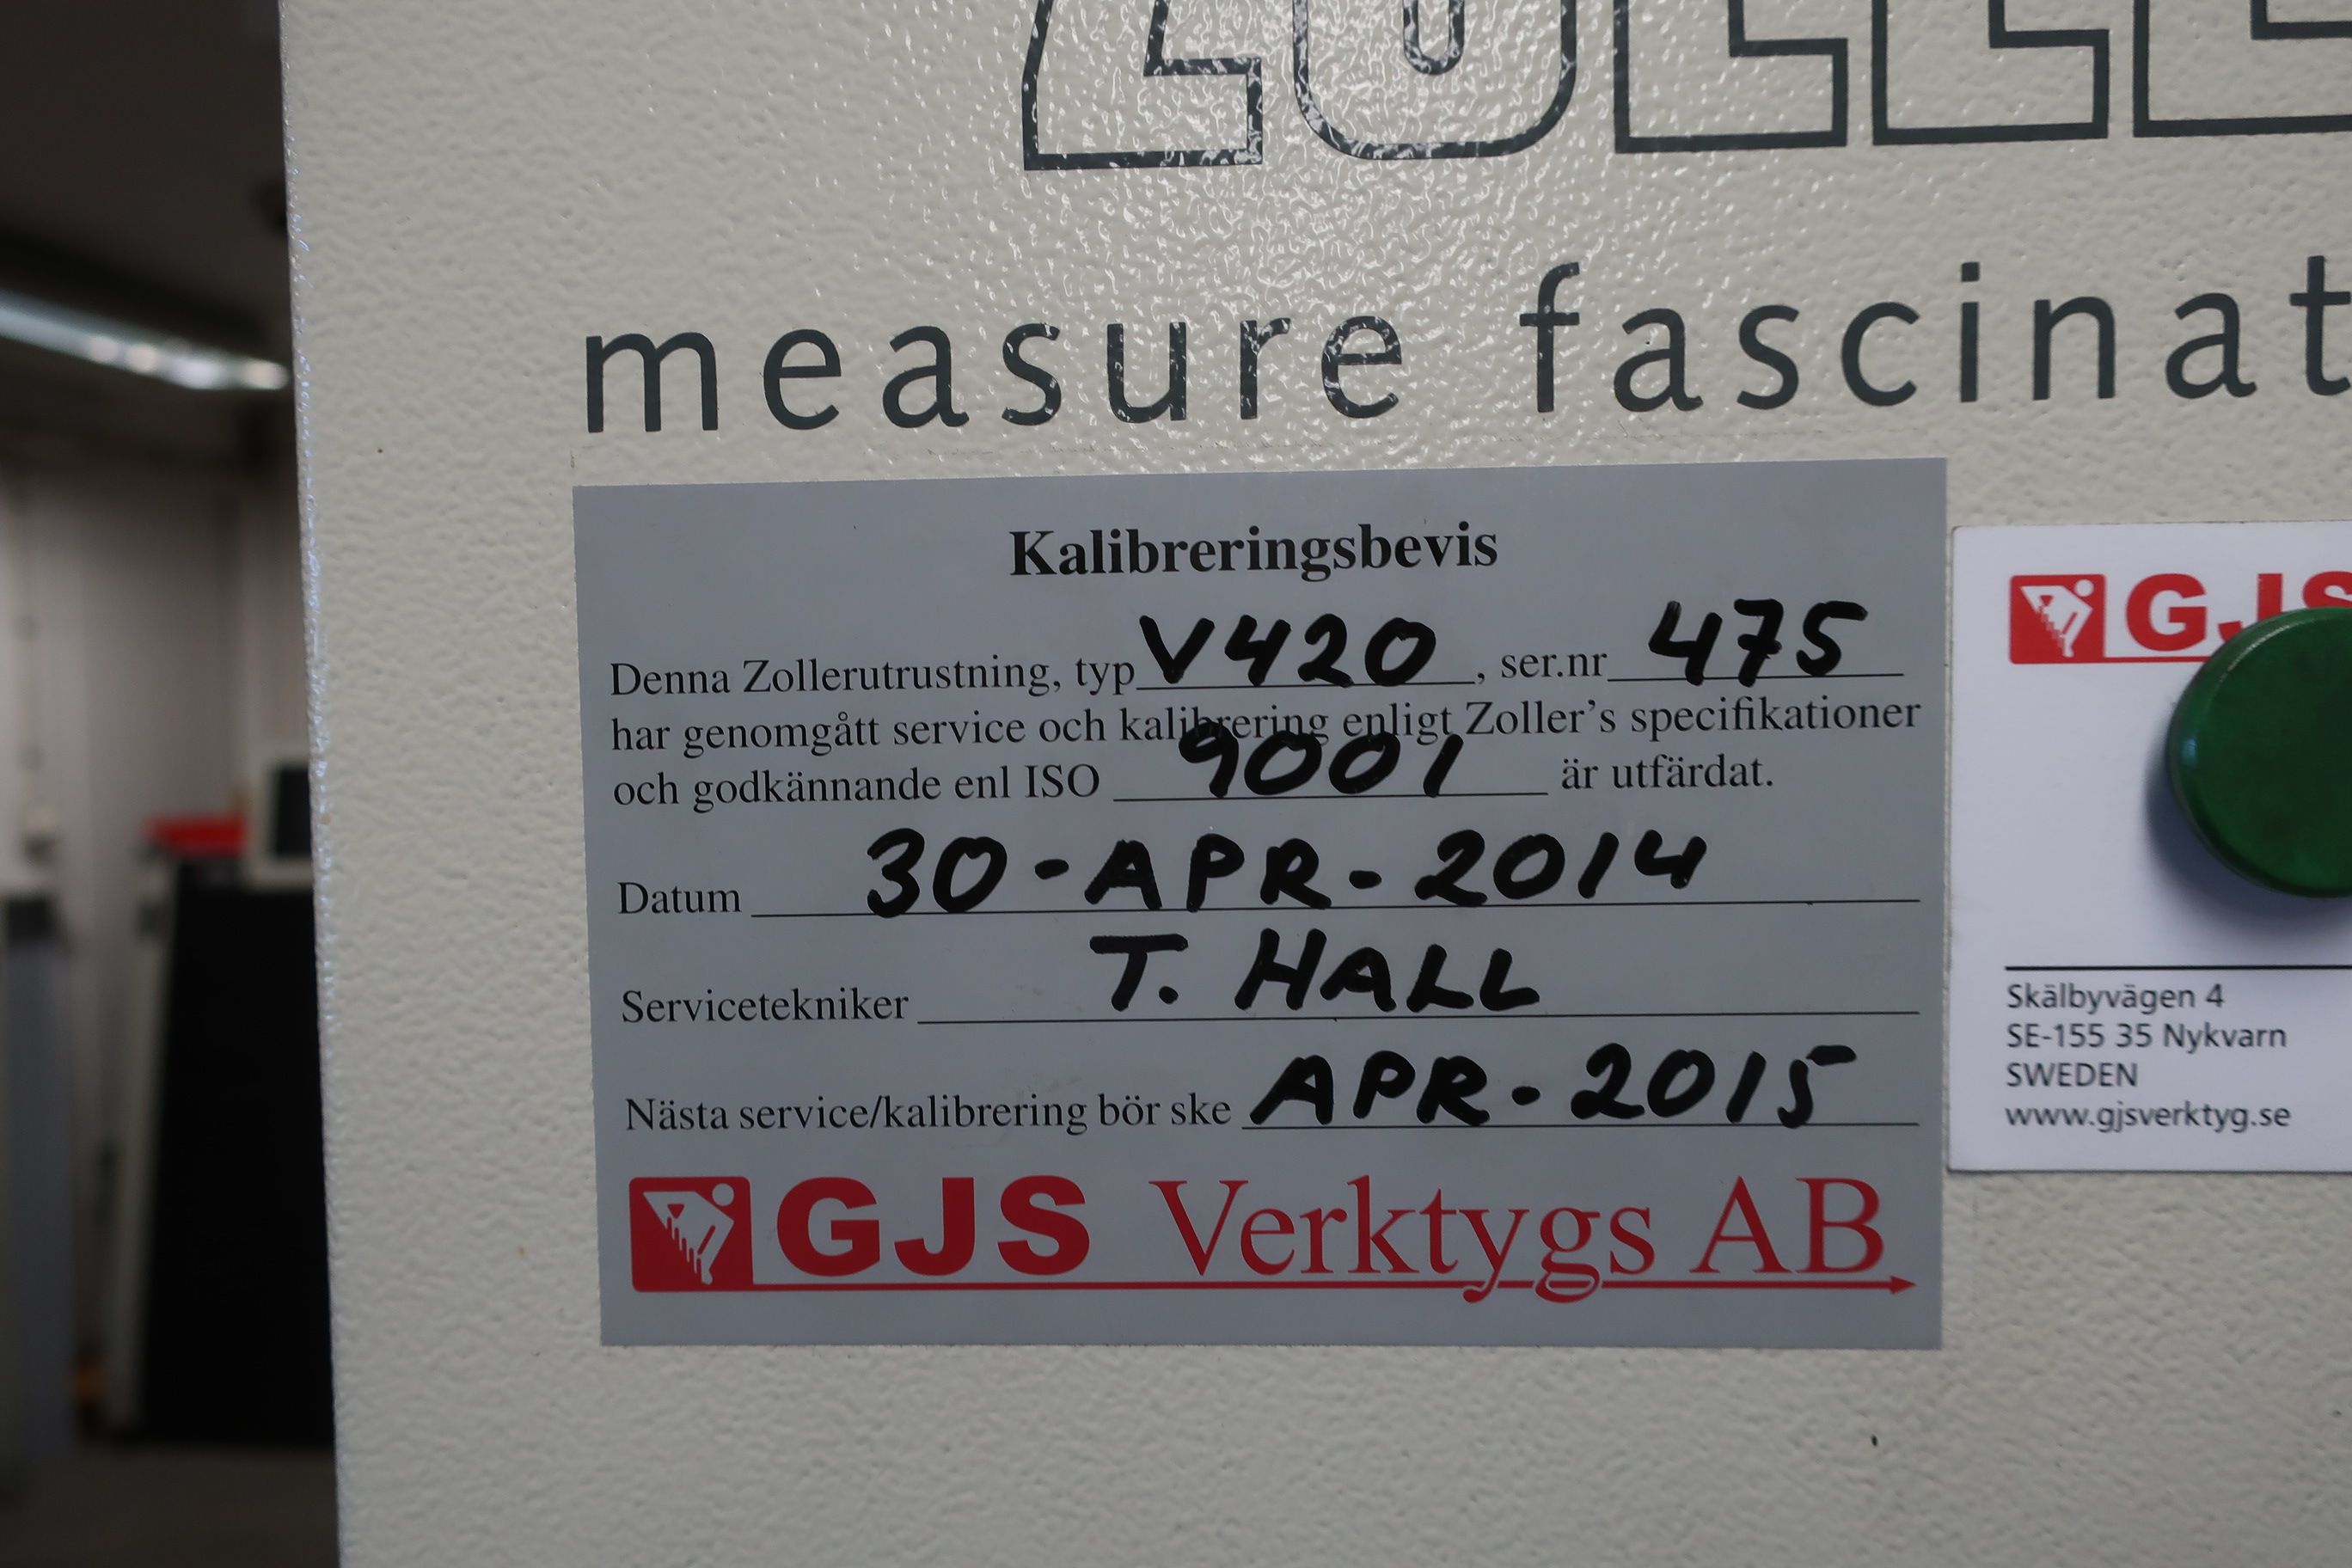 ZOLLE
measure fascinat
Kalibreringsbevis
Denna Zollerutrustning, typ V420, ser.nr 475
har genomgått service och kalibrering enligt Zoller's specifikationer
och godkännande enl ISO 9001 är utfärdat.
Datum 30-APR-2014
Servicetekniker T. HALL
Nästa service/kalibrering bör ske APR-2015
GJS Verktygs AB
GJS
Skälbyvägen 4
SE-155 35 Nykvarn
SWEDEN
www.gjsverktyg.se